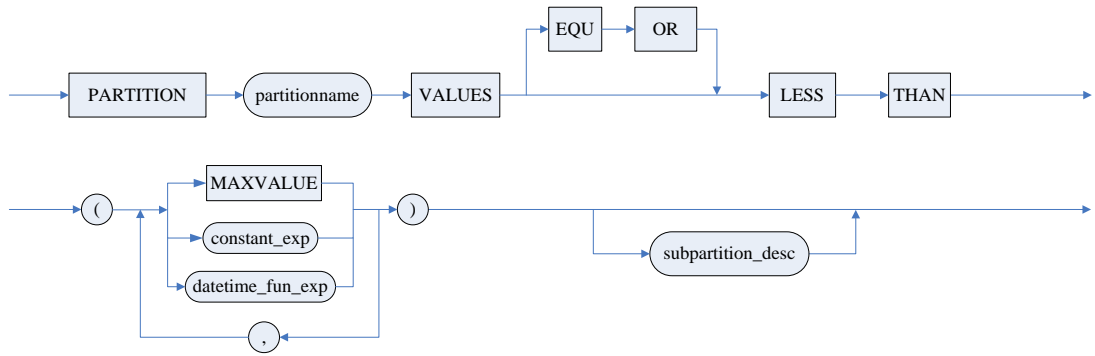 EQU OR
PARTITION partitionname VALUES LESS THAN
MAXVALUE
( )
constant_exp
subpartition_desc
datetime_fun_exp
,